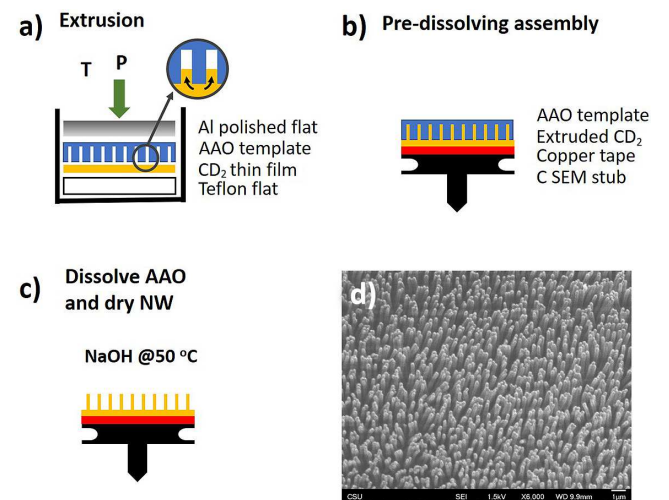 a) Extrusion
T P
Al polished flat
AAO template
CD₂ thin film
Teflon flat
b) Pre-dissolving assembly
AAO template
Extruded CD₂
Copper tape
C SEM stub
c) Dissolve AAO
and dry NW
NaOH @50 ºC
d)
CSU SEI 1.5kV X6,000 WD 9.9mm 1µm